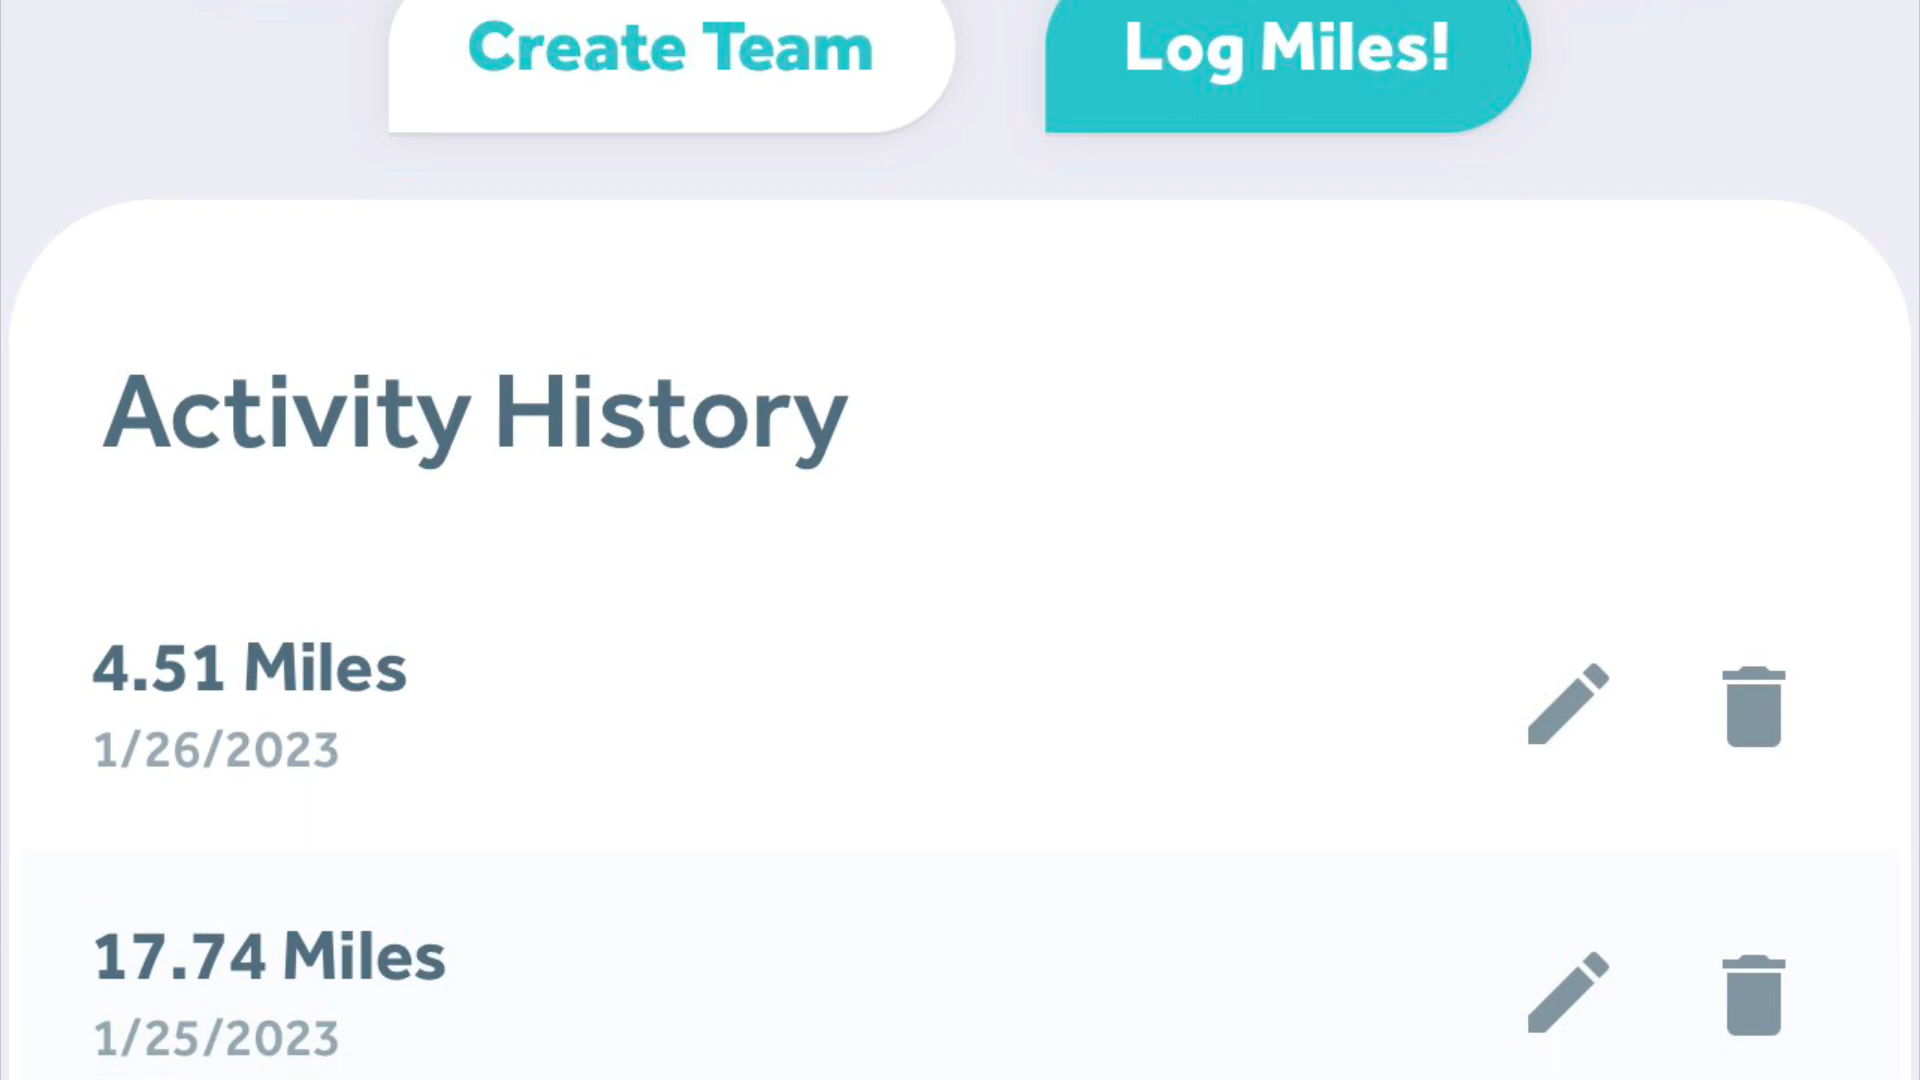 Create Team
Log Miles!
Activity History
4.51 Miles
1/26/2023
17.74 Miles
1/25/2023